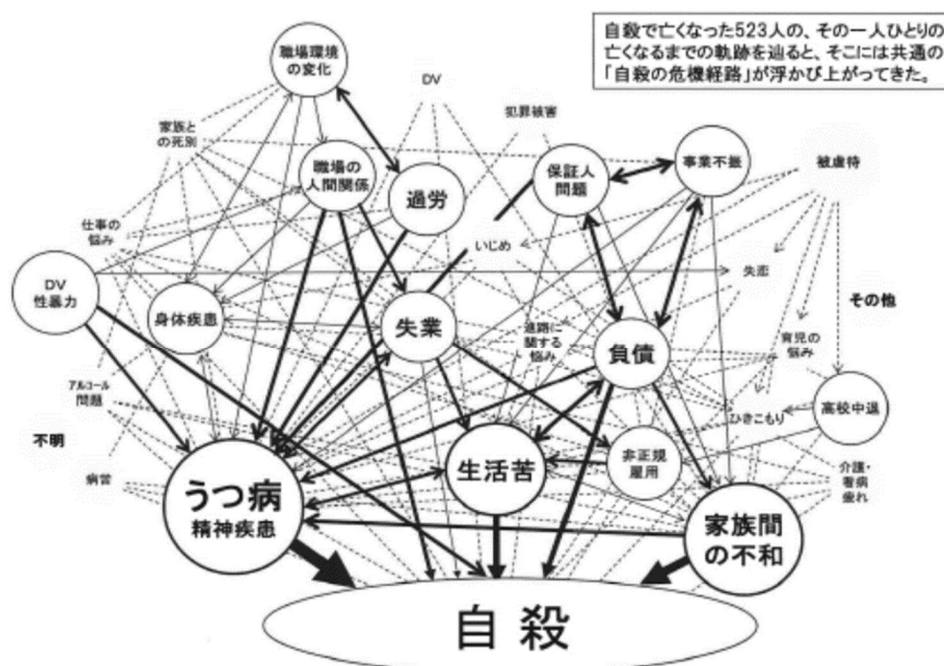 自殺で亡くなった523人の、その一人ひとりの
亡くなるまでの軌跡を辿ると、そこには共通の
「自殺の危機経路」が浮かび上がってきた。
職場環境
の変化
DV
犯罪被害
家族と
の死別
職場の
人間関係
過労
保証人
問題
事業不振
被虐待
仕事の
悩み
いじめ
DV
性暴力
身体疾患
失業
進路に
関する悩み
負債
失恋
その他
育児の
悩み
アルコール
問題
不明
病苦
うつ病
精神疾患
生活苦
非正規
雇用
ひきこもり
高校中退
介護・
看病
疲れ
家族間
の不和
自殺